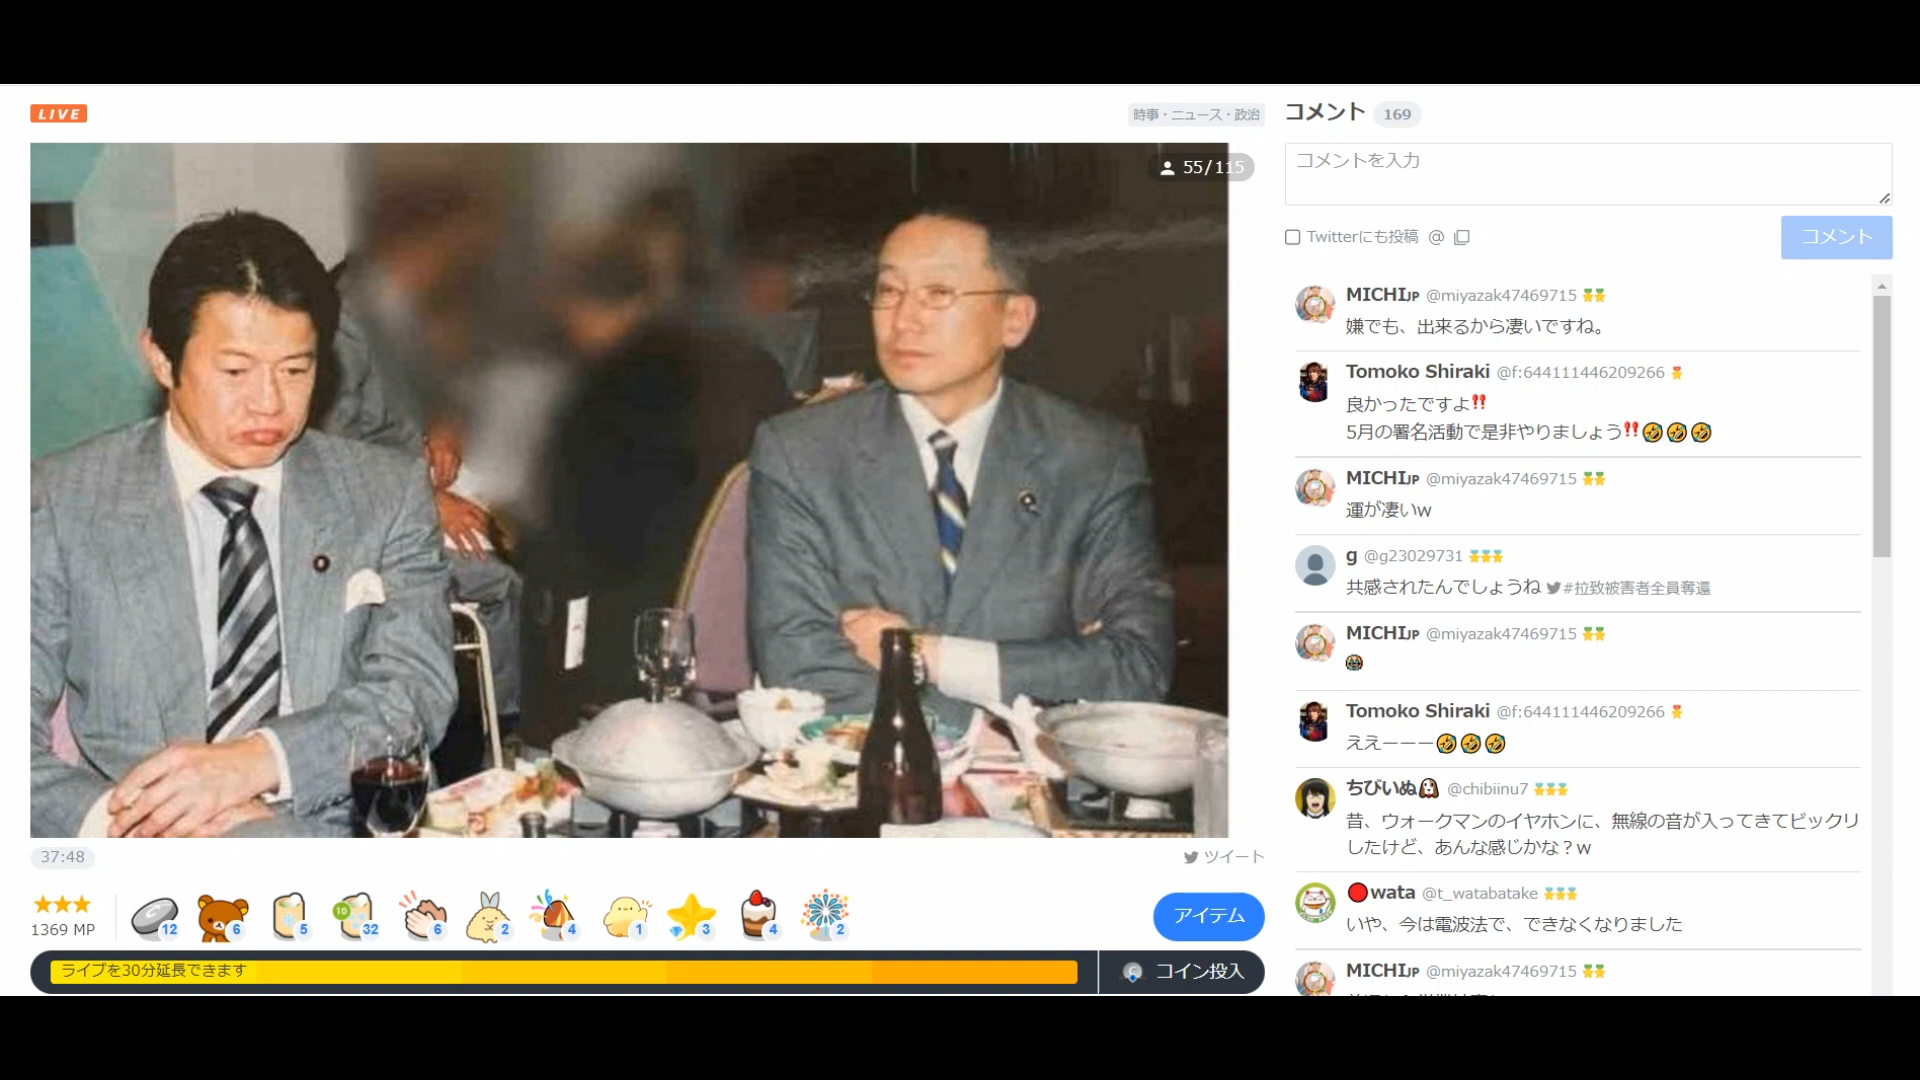 LIVE
時事・ニュース・政治
55/115
37:48
ツイート
1369 MP
12
6
5
10
32
6
2
4
1
3
4
2
アイテム
ライブを30分延長できます
コイン投入
コメント 169
コメントを入力
Twitterにも投稿 @
コメント
MICHIJP @miyazak47469715
嫌でも、出来るから凄いですね。
Tomoko Shiraki @f:644111446209266
良かったですよ‼
5月の署名活動で是非やりましょう‼🤣🤣🤣
MICHIJP @miyazak47469715
運が凄いw
g @g23029731
共感されたんでしょうね #拉致被害者全員奪還
MICHIJP @miyazak47469715
Tomoko Shiraki @f:644111446209266
ええーーー🤣🤣🤣
ちびいぬ @chibiinu7
昔、ウォークマンのイヤホンに、無線の音が入ってきてビックリ
したけど、あんな感じかな？w
🔴wata @t_watabatake
いや、今は電波法で、できなくなりました
MICHIJP @miyazak47469715